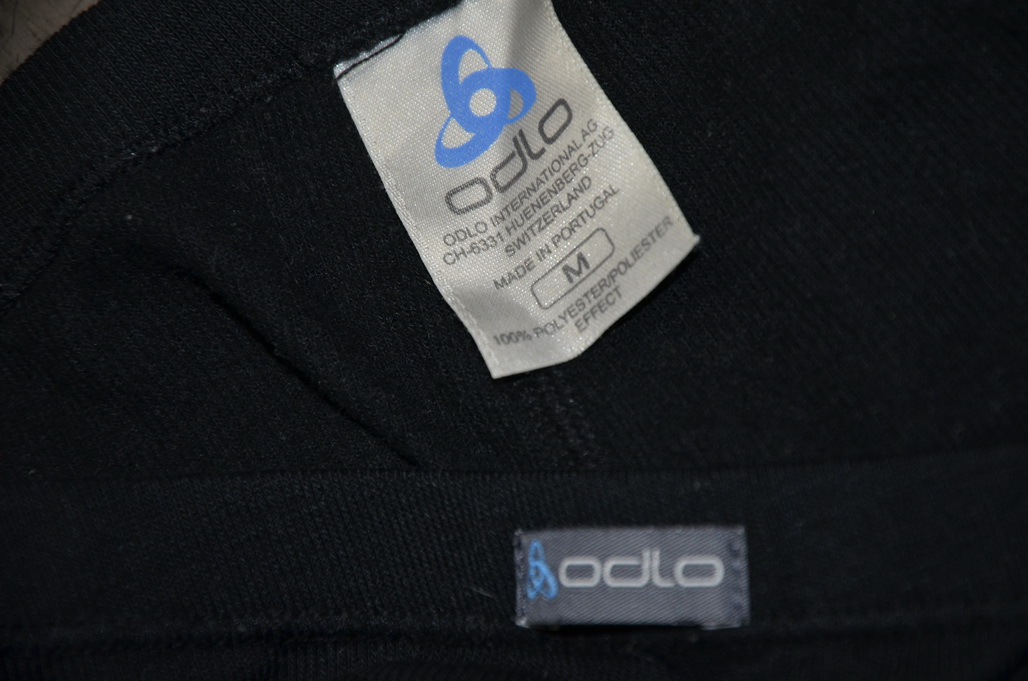 odlo
ODLO INTERNATIONAL AG
CH-6331 HUENENBERG-ZUG
SWITZERLAND
MADE IN PORTUGAL
M
100% POLYESTER/POLIESTER
EFFECT
odlo